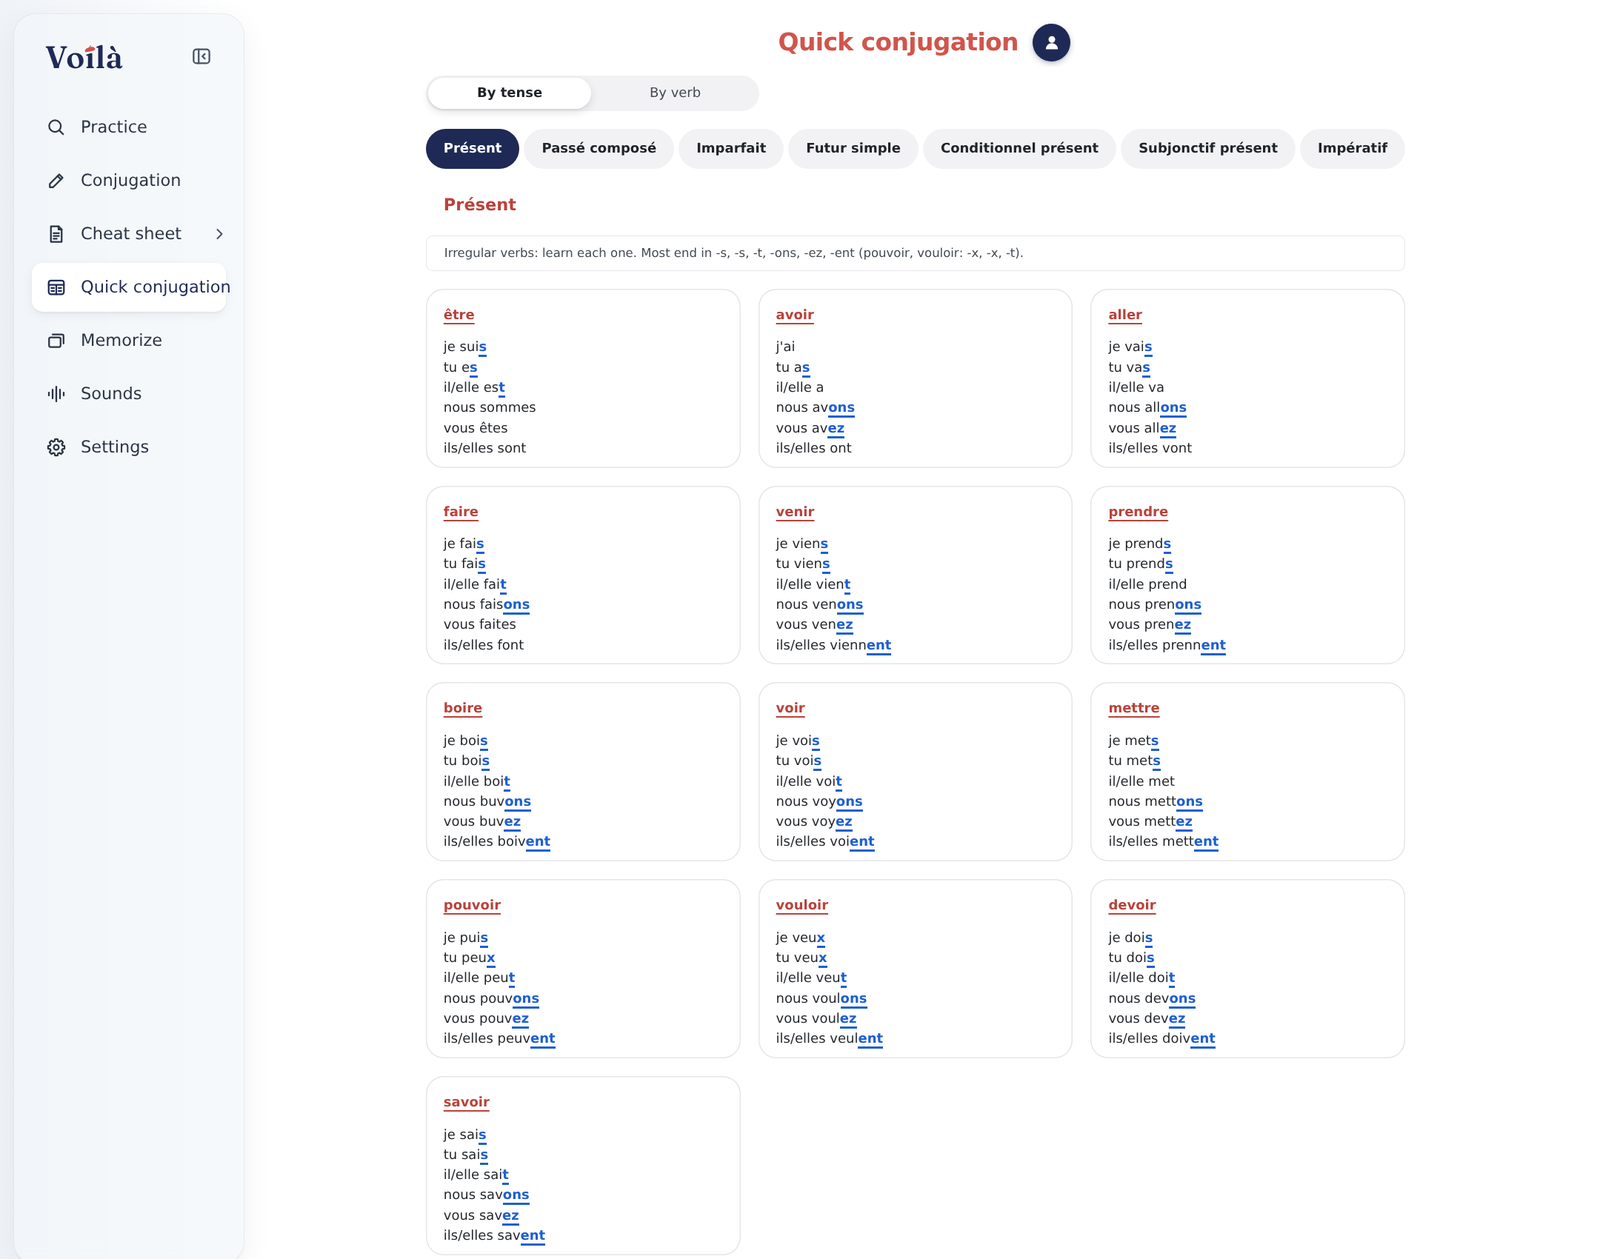 Voilà
Practice
Conjugation
Cheat sheet
Quick conjugation
Memorize
Sounds
Settings
Quick conjugation
By tense
By verb
Présent
Passé composé
Imparfait
Futur simple
Conditionnel présent
Subjonctif présent
Impératif
Présent
Irregular verbs: learn each one. Most end in -s, -s, -t, -ons, -ez, -ent (pouvoir, vouloir: -x, -x, -t).
être
je suis
tu es
il/elle est
nous sommes
vous êtes
ils/elles sont
avoir
j'ai
tu as
il/elle a
nous avons
vous avez
ils/elles ont
aller
je vais
tu vas
il/elle va
nous allons
vous allez
ils/elles vont
faire
je fais
tu fais
il/elle fait
nous faisons
vous faites
ils/elles font
venir
je viens
tu viens
il/elle vient
nous venons
vous venez
ils/elles viennent
prendre
je prends
tu prends
il/elle prend
nous prenons
vous prenez
ils/elles prennent
boire
je bois
tu bois
il/elle boit
nous buvons
vous buvez
ils/elles boivent
voir
je vois
tu vois
il/elle voit
nous voyons
vous voyez
ils/elles voient
mettre
je mets
tu mets
il/elle met
nous mettons
vous mettez
ils/elles mettent
pouvoir
je puis
tu peux
il/elle peut
nous pouvons
vous pouvez
ils/elles peuvent
vouloir
je veux
tu veux
il/elle veut
nous voulons
vous voulez
ils/elles veulent
devoir
je dois
tu dois
il/elle doit
nous devons
vous devez
ils/elles doivent
savoir
je sais
tu sais
il/elle sait
nous savons
vous savez
ils/elles savent